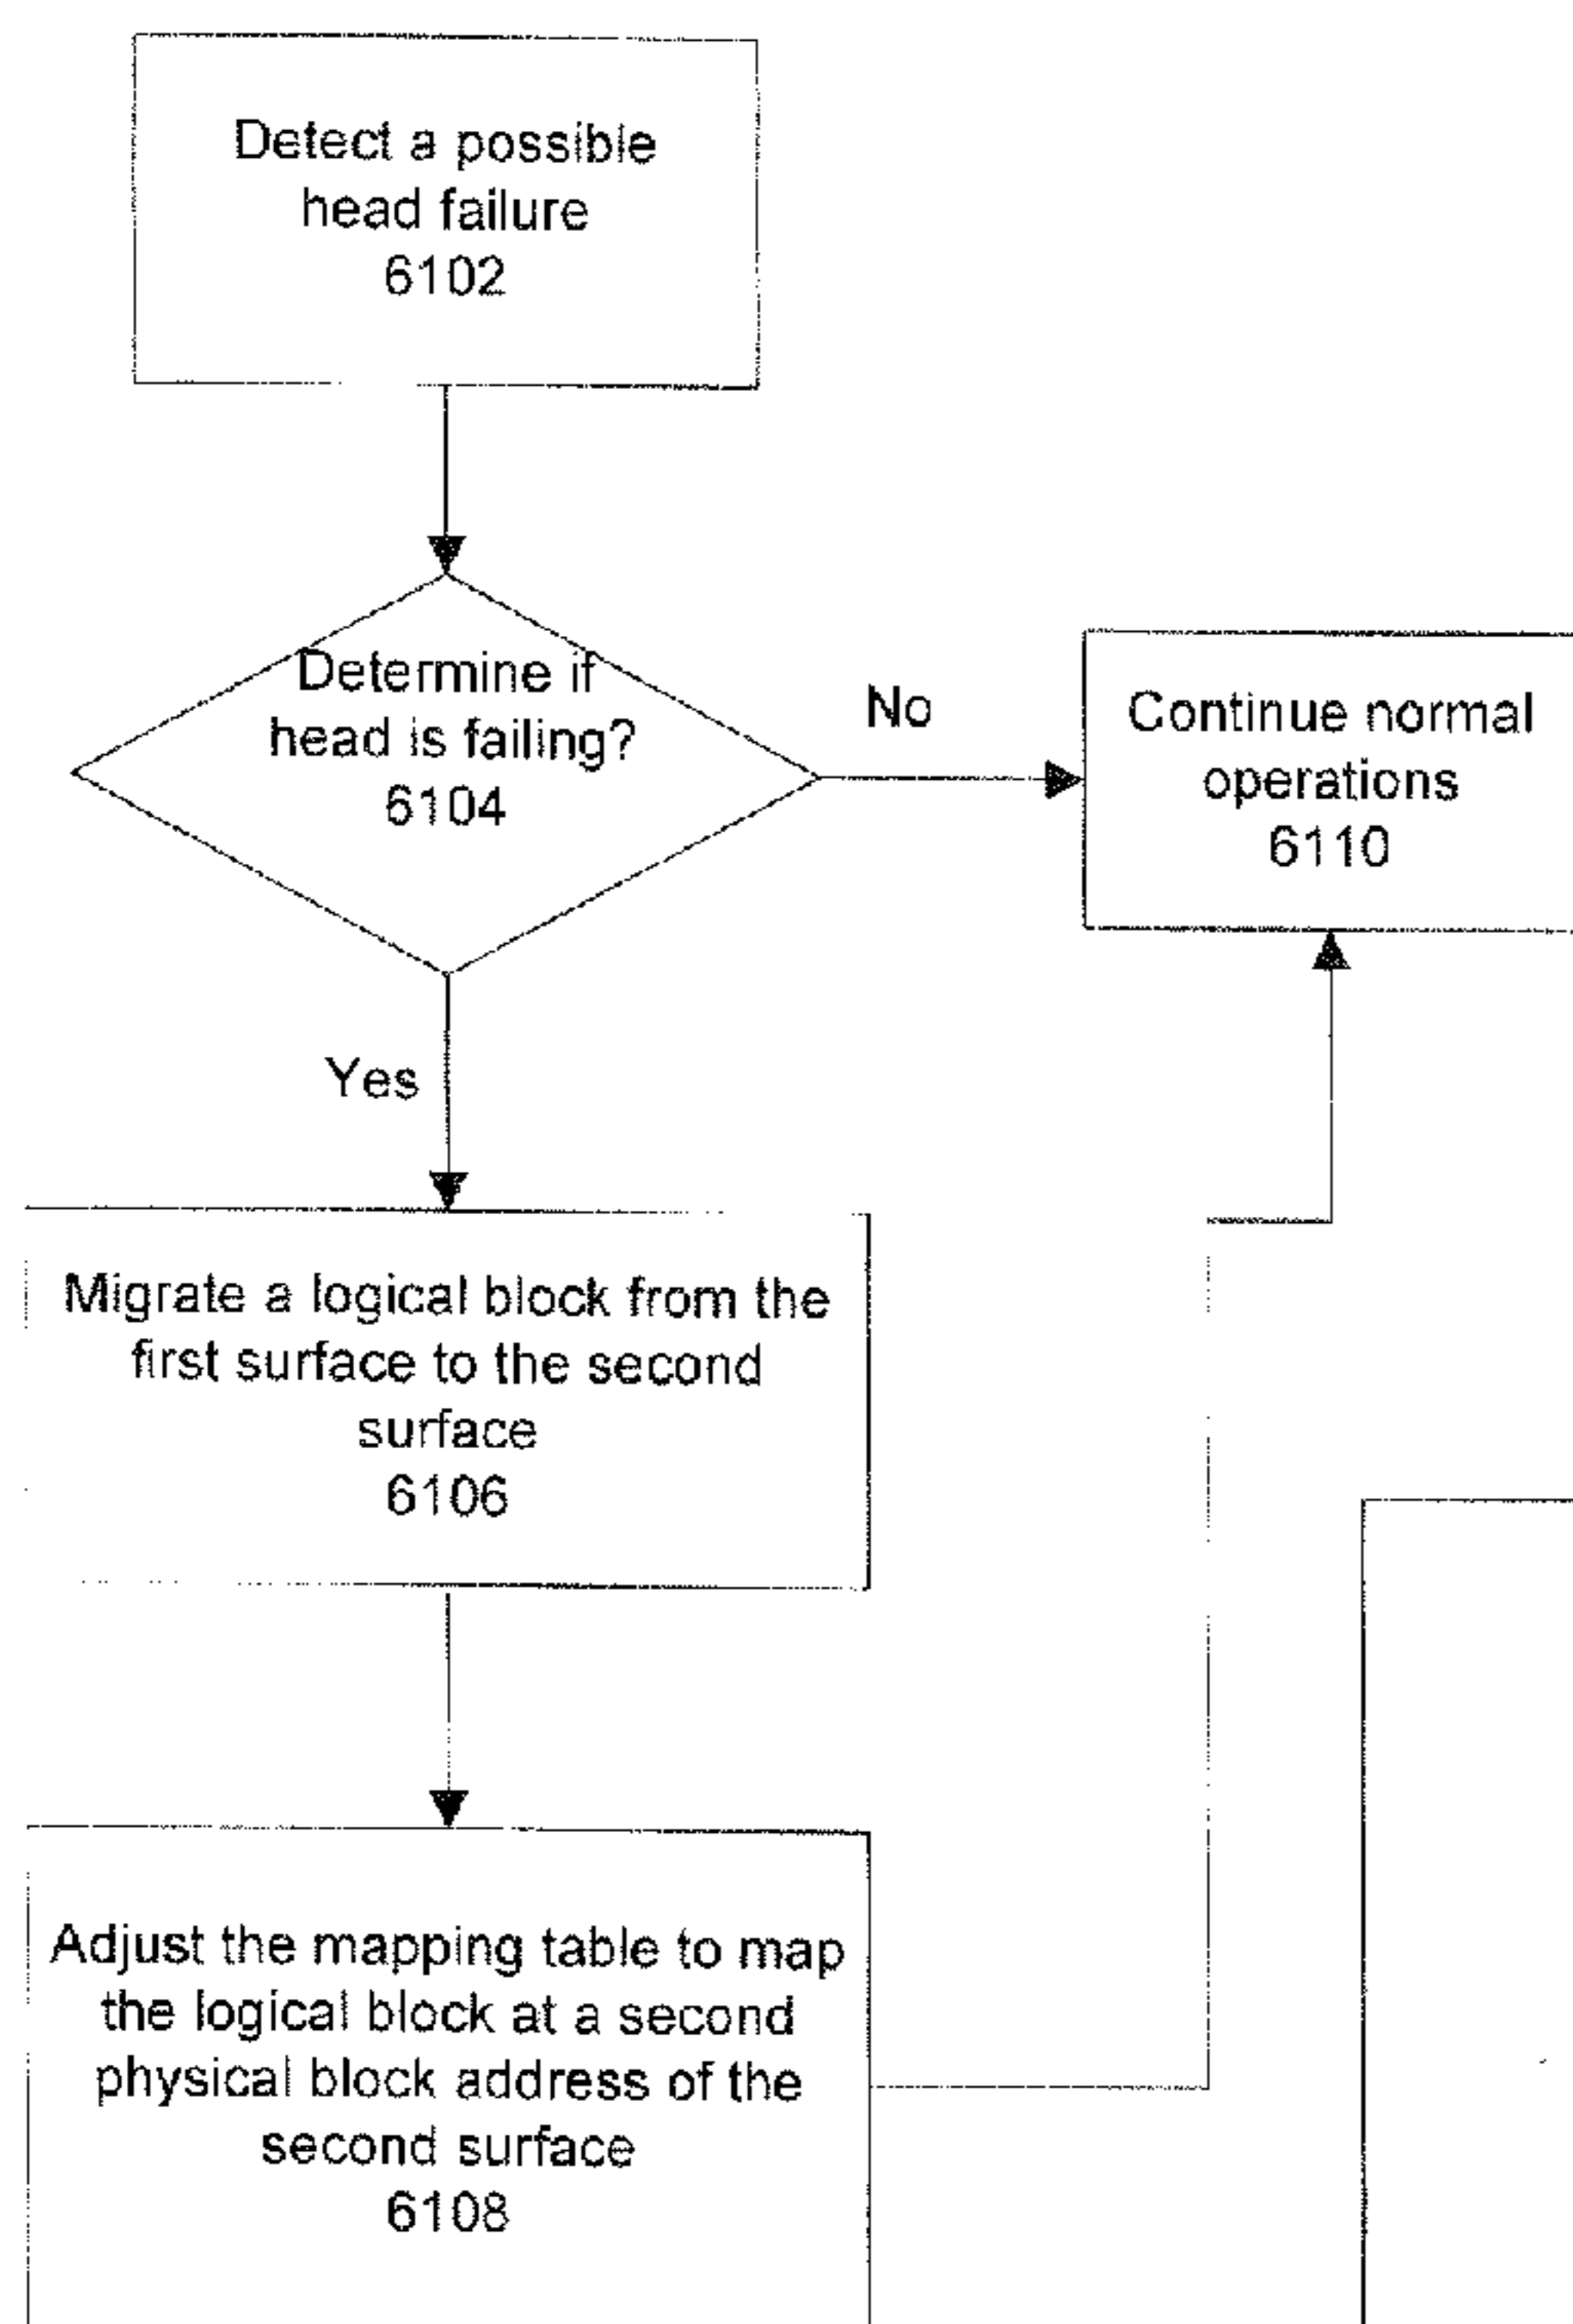 Detect a possible
head failure
6102
Determine if
head is failing?
6104
No
Continue normal
operations
6110
Yes
Migrate a logical block from the
first surface to the second
surface
6106
Adjust the mapping table to map
the logical block at a second
physical block address of the
second surface
6108